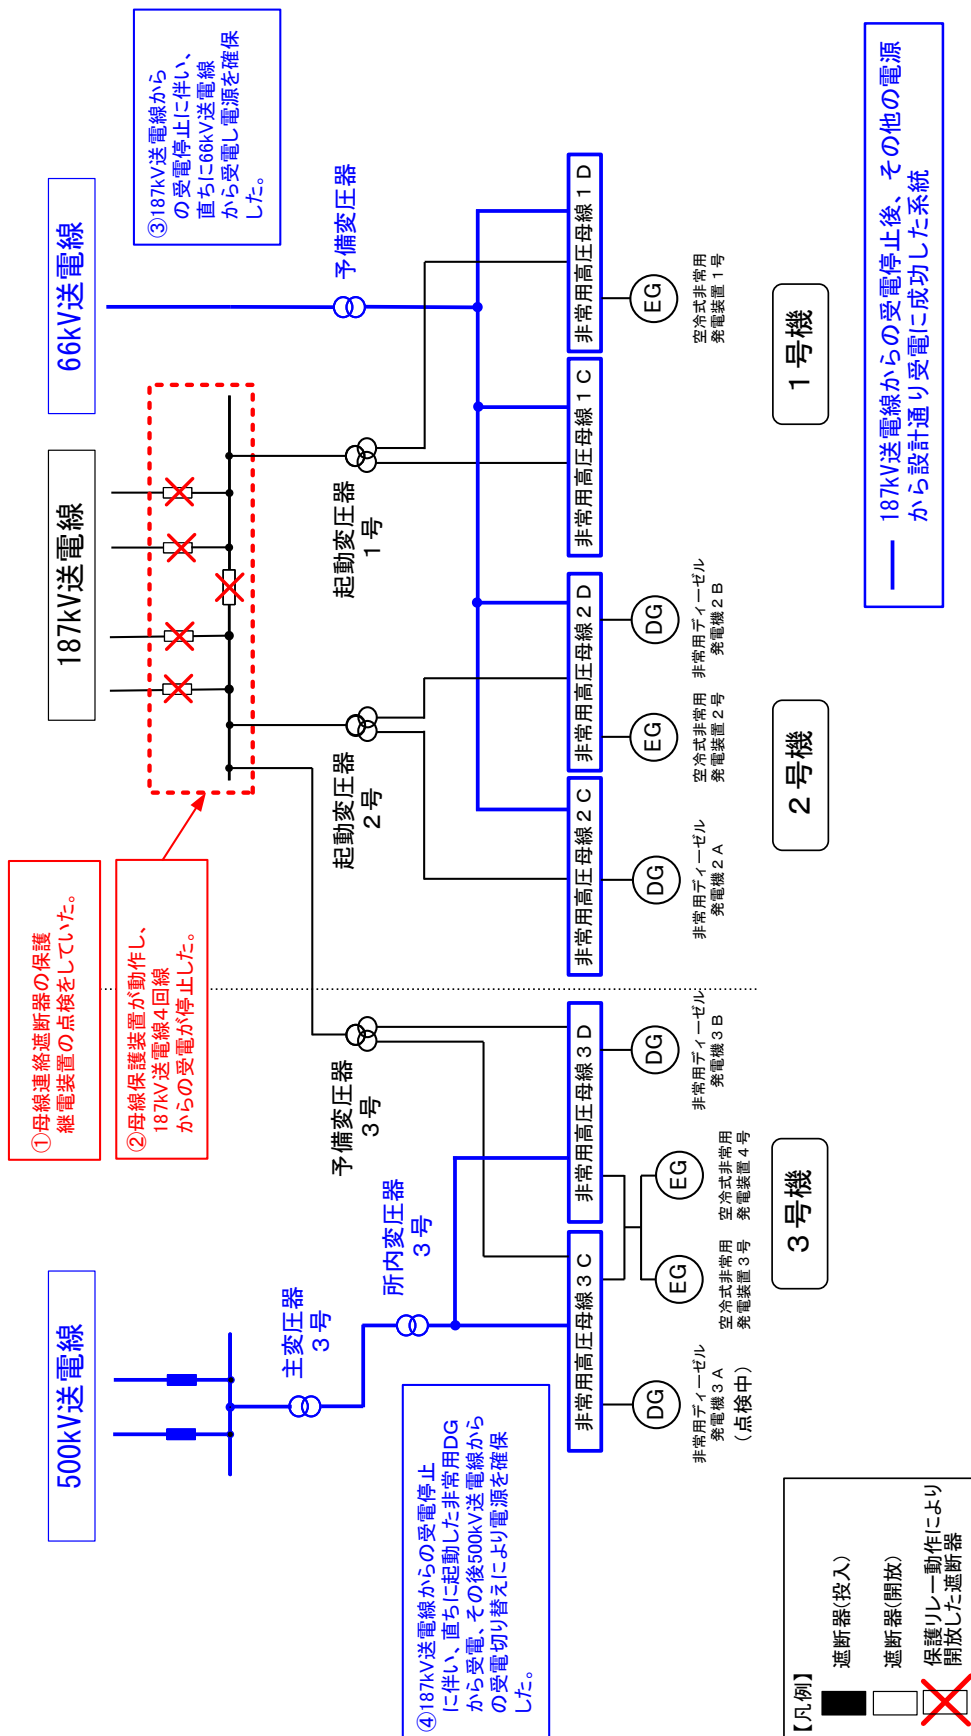 500kV送電線
187kV送電線
66kV送電線
①母線連絡遮断器の保護
継電装置の点検をしていた。
②母線保護装置が動作し、
187kV送電線4回線
からの受電が停止した。
③187kV送電線から
の受電停止に伴い、
直ちに66kV送電線
から受電し電源を確保
した。
主変圧器
3号
所内変圧器
3号
予備変圧器
3号
起動変圧器
2号
起動変圧器
1号
予備変圧器
④187kV送電線からの受電停止
に伴い、直ちに起動した非常用DG
から受電、その後500kV送電線から
の受電切り替えにより電源を確保
した。
非常用高圧母線3C
非常用高圧母線3D
非常用高圧母線2C
非常用高圧母線2D
非常用高圧母線1C
非常用高圧母線1D
DG
EG
EG
DG
DG
EG
DG
EG
非常用ディーゼル
発電機3A
(点検中)
空冷式非常用
発電装置3号
空冷式非常用
発電装置4号
非常用ディーゼル
発電機3B
非常用ディーゼル
発電機2A
空冷式非常用
発電装置2号
非常用ディーゼル
発電機2B
空冷式非常用
発電装置1号
3号機
2号機
1号機
【凡例】
遮断器(投入)
遮断器(開放)
保護リレー動作により
開放した遮断器
187kV送電線からの受電停止後、その他の電源
から設計通り受電に成功した系統